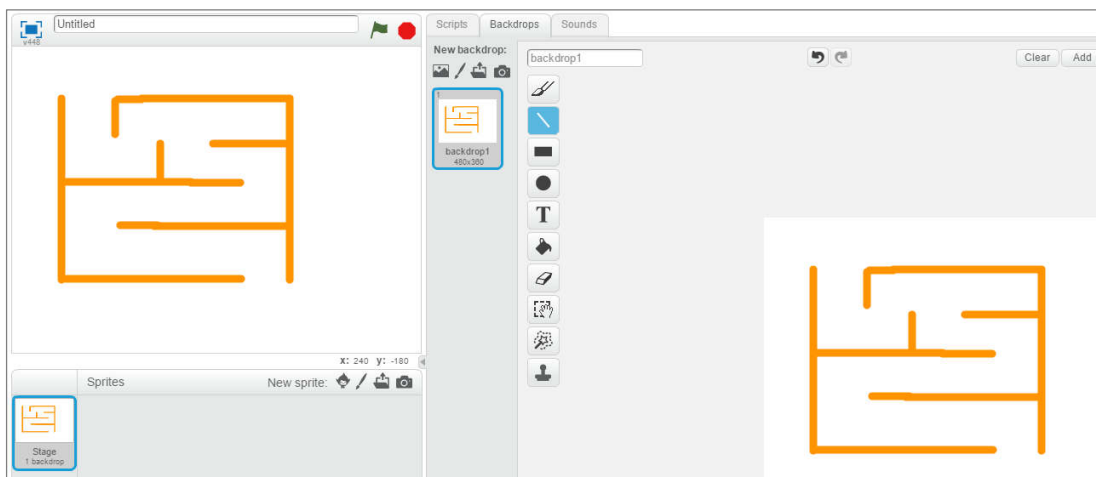 Untitled
v448
Scripts
Backdrops
Sounds
New backdrop:
backdrop1
Clear
Add
1
backdrop1
480x360
T
x: 240 y: -180
Sprites
New sprite:
Stage
1 backdrop